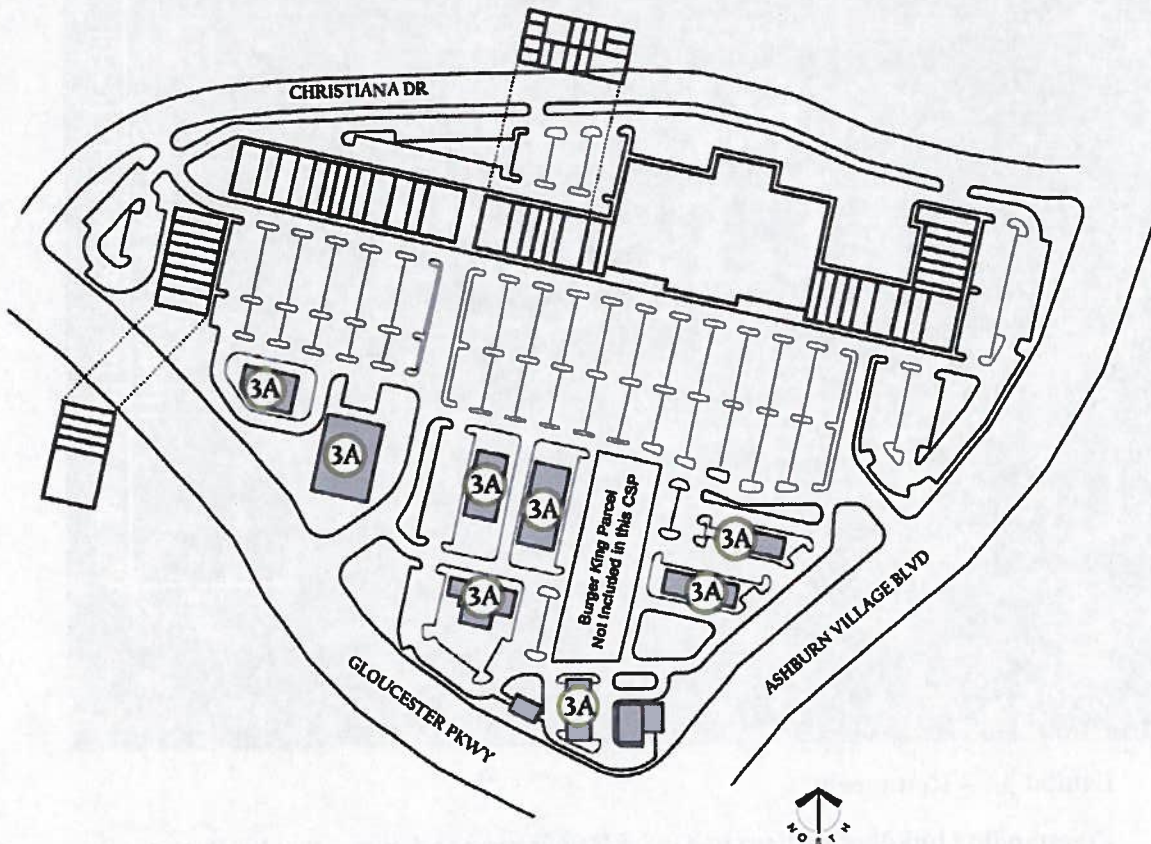 CHRISTIANA DR
3A
3A
3A
3A
3A
3A
3A
3A
Burger King Parcel
Not Included in this CSP
GLOUCESTER PKWY
ASHBURN VILLAGE BLVD
NORTH